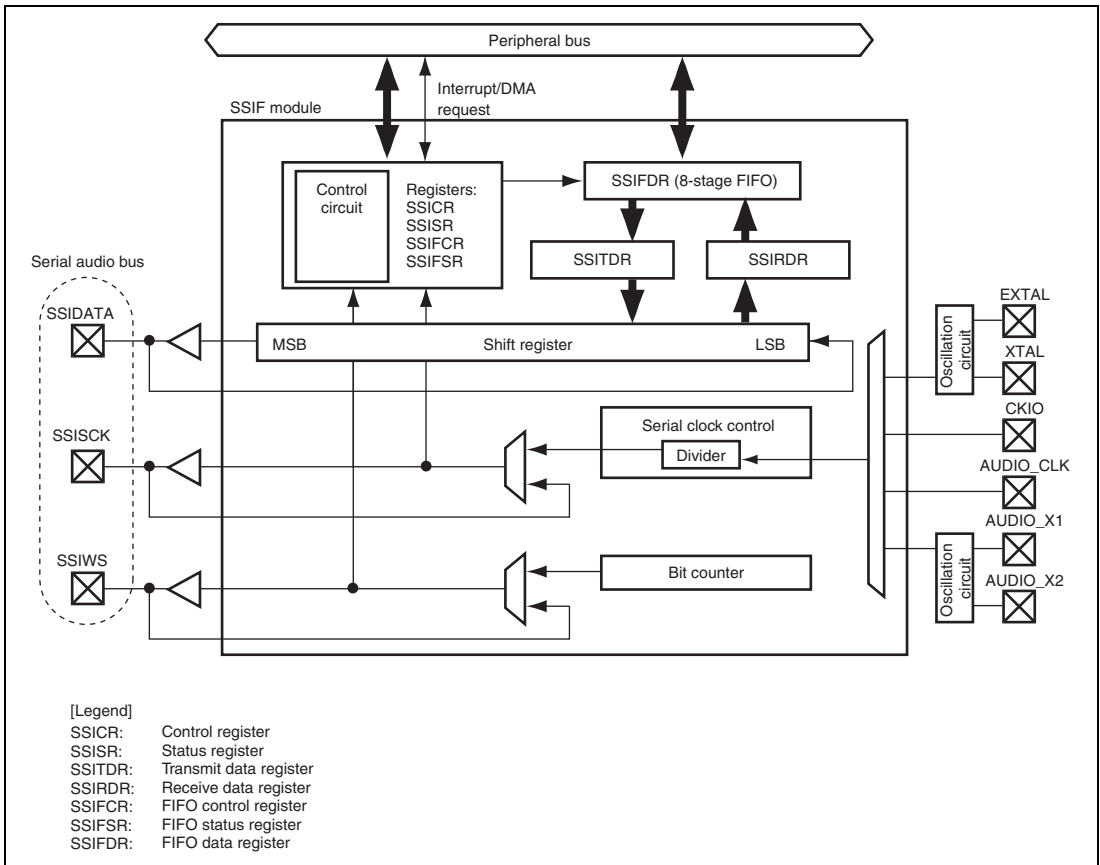 Peripheral bus
Interrupt/DMA
request
SSIF module
Control
circuit
Registers:
SSICR
SSISR
SSIFCR
SSIFSR
SSIFDR (8-stage FIFO)
SSITDR
SSIRDR
Serial audio bus
SSIDATA
MSB
Shift register
LSB
EXTAL
Oscillation
circuit
XTAL
CKIO
SSISCK
Serial clock control
Divider
AUDIO_CLK
AUDIO_X1
Oscillation
circuit
AUDIO_X2
SSIWS
Bit counter
[Legend]
SSICR: Control register
SSISR: Status register
SSITDR: Transmit data register
SSIRDR: Receive data register
SSIFCR: FIFO control register
SSIFSR: FIFO status register
SSIFDR: FIFO data register